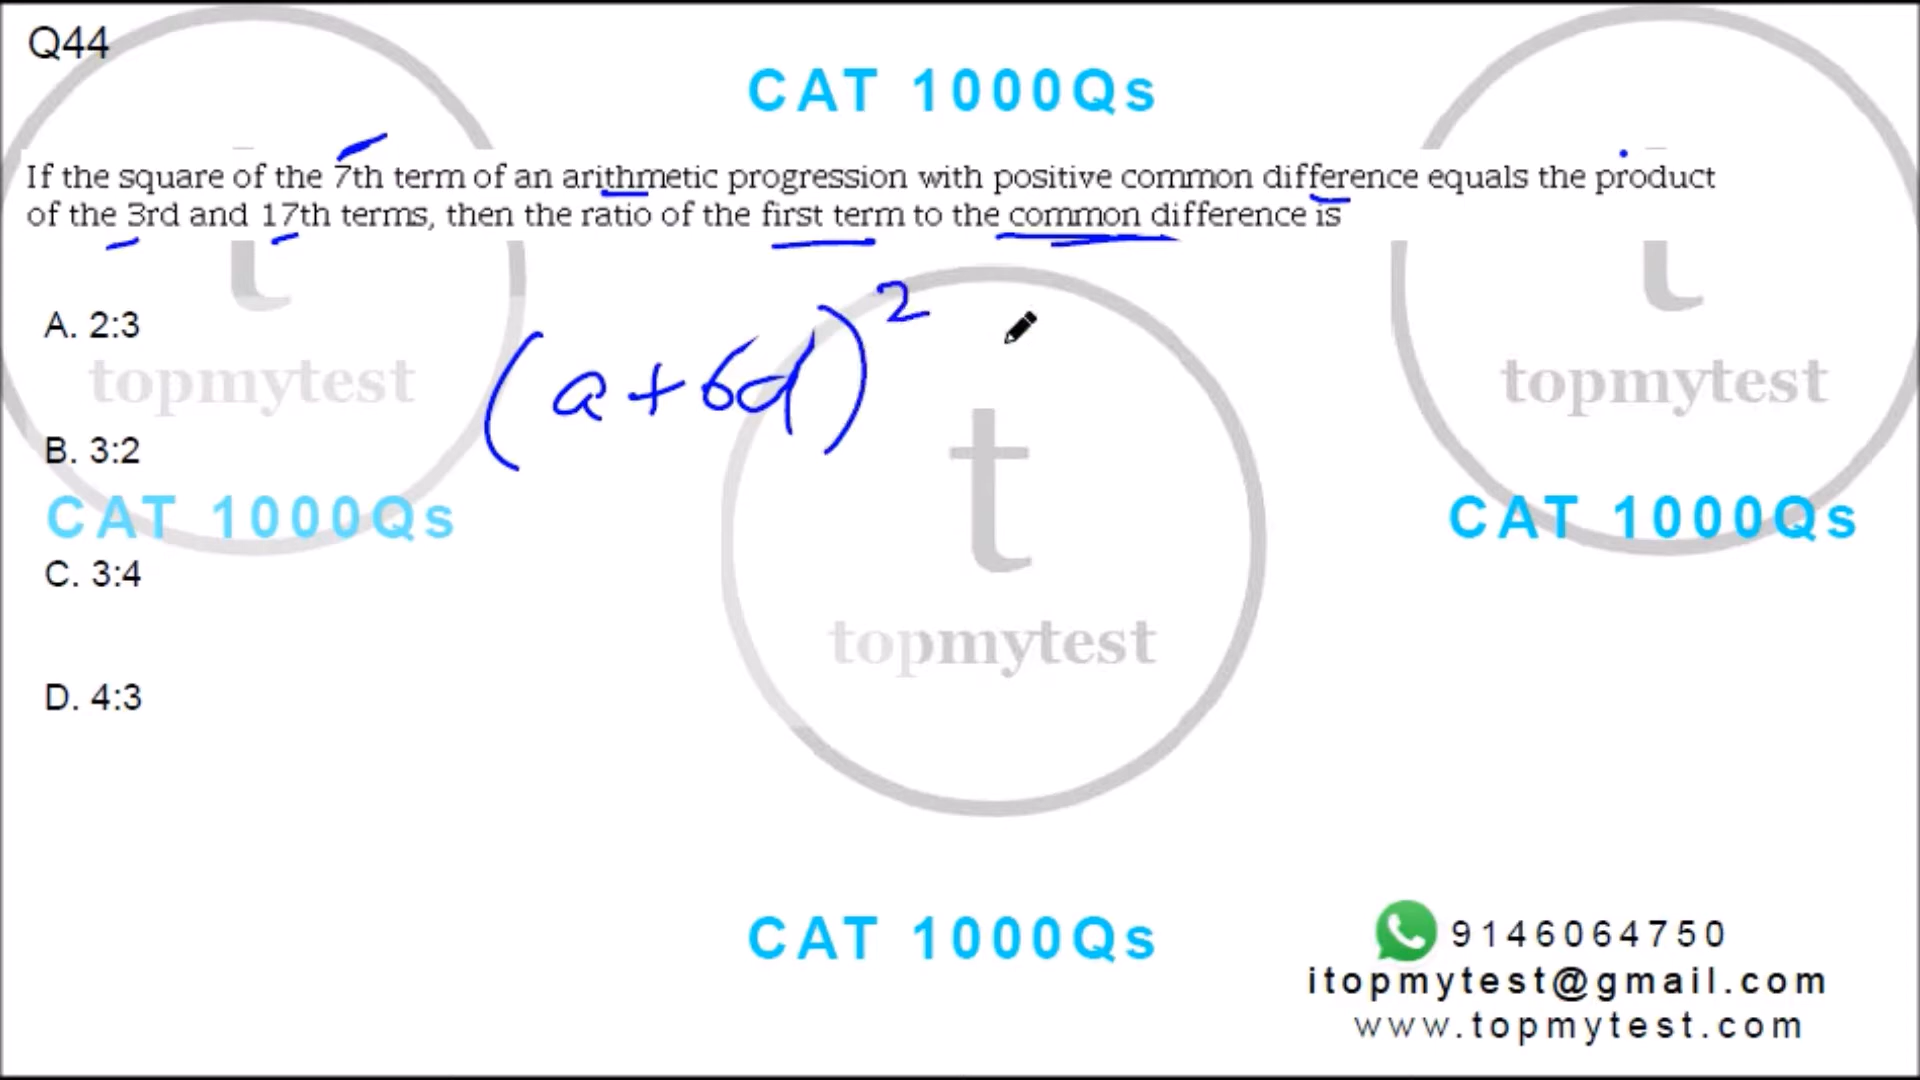 Q44
CAT 1000Qs
If the square of the 7th term of an arithmetic progression with positive common difference equals the product
of the 3rd and 17th terms, then the ratio of the first term to the common difference is
(a+6d)²
A. 2:3
B. 3:2
C. 3:4
D. 4:3
t
topmytest
t
topmytest
t
topmytest
CAT 1000Qs
CAT 1000Qs
CAT 1000Qs
9146064750
itopmytest@gmail.com
www.topmytest.com